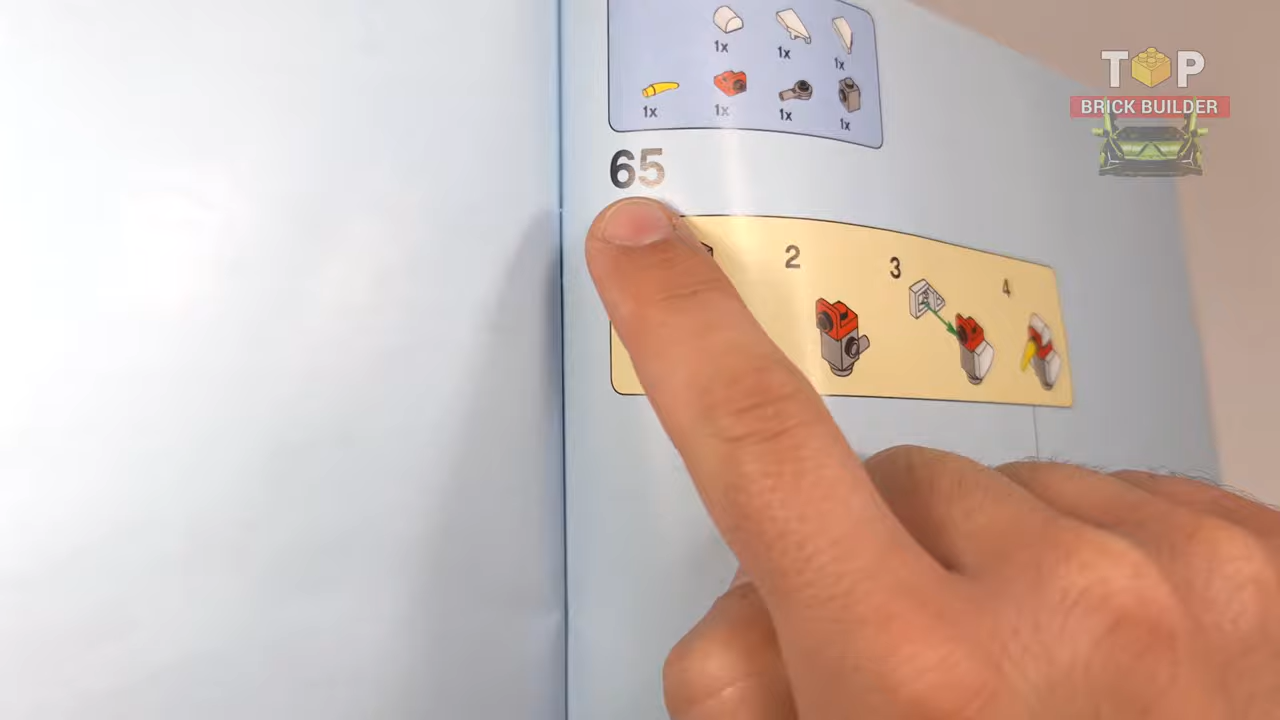 1x 1x 1x
1x 1x 1x 1x
65
2 3 4
TOP
BRICK BUILDER